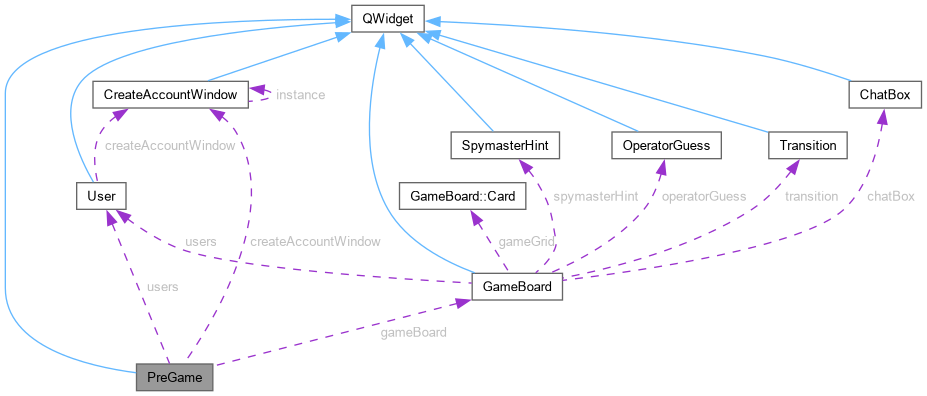 QWidget
CreateAccountWindow
instance
ChatBox
createAccountWindow
SpymasterHint
OperatorGuess
Transition
User
GameBoard::Card
spymasterHint
operatorGuess
transition
chatBox
users
createAccountWindow
gameGrid
users
GameBoard
gameBoard
PreGame